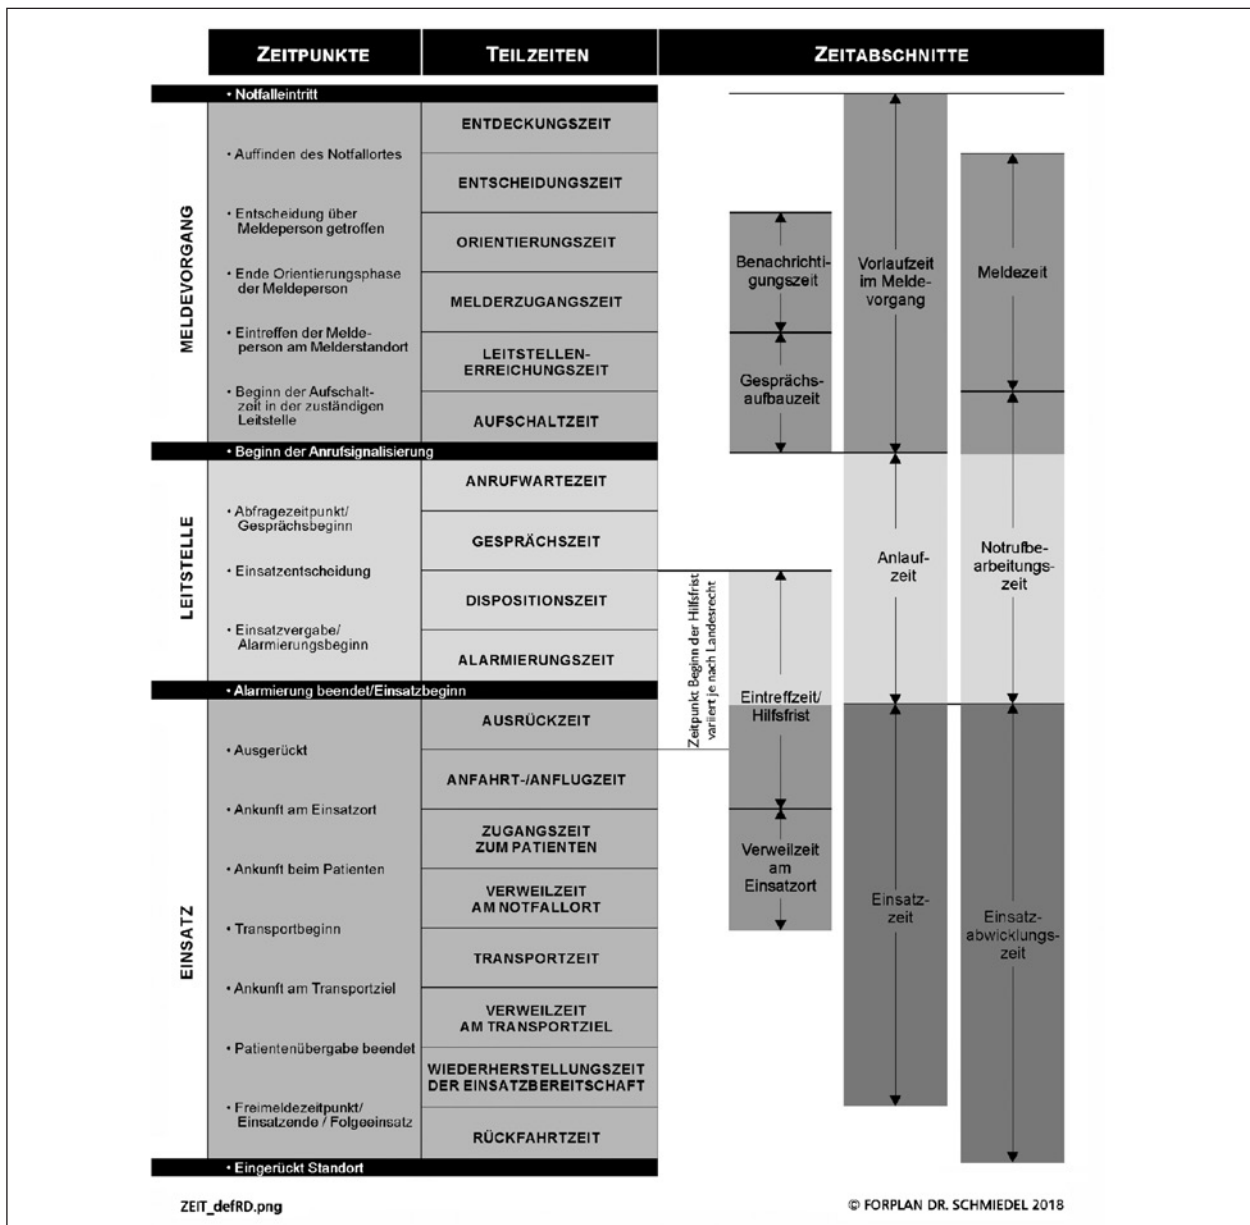 ZEITPUNKTE
TEILZEITEN
ZEITABSCHNITTE
• Notfalleintritt
MELDEVORGANG
• Auffinden des Notfallortes
• Entscheidung über
Meldeperson getroffen
• Ende Orientierungsphase
der Meldeperson
• Eintreffen der Melde-
person am Melderstandort
• Beginn der Aufschalt-
zeit in der zuständigen
Leitstelle
ENTDECKUNGSZEIT
ENTSCHEIDUNGSZEIT
ORIENTIERUNGSZEIT
MELDERZUGANGSZEIT
LEITSTELLEN-
ERREICHUNGSZEIT
AUFSCHALTZEIT
Benachrichti-
gungszeit
Gesprächs-
aufbauzeit
Vorlaufzeit
im Melde-
vorgang
Meldezeit
• Beginn der Anrufsignalisierung
LEITSTELLE
• Abfragezeitpunkt/
Gesprächsbeginn
• Einsatzentscheidung
• Einsatzvergabe/
Alarmierungsbeginn
ANRUFWARTEZEIT
GESPRÄCHSZEIT
DISPOSITIONSZEIT
ALARMIERUNGSZEIT
Zeitpunkt Beginn der Hilfsfrist
variiert je nach Landesrecht
Anlauf-
zeit
Notrufbe-
arbeitungs-
zeit
• Alarmierung beendet/Einsatzbeginn
EINSATZ
• Ausgerückt
• Ankunft am Einsatzort
• Ankunft beim Patienten
• Transportbeginn
• Ankunft am Transportziel
• Patientenübergabe beendet
• Freimeldezeitpunkt/
Einsatzende / Folgeeinsatz
AUSRÜCKZEIT
ANFAHRT-/ANFLUGZEIT
ZUGANGSZEIT
ZUM PATIENTEN
VERWEILZEIT
AM NOTFALLORT
TRANSPORTZEIT
VERWEILZEIT
AM TRANSPORTZIEL
WIEDERHERSTELLUNGSZEIT
DER EINSATZBEREITSCHAFT
RÜCKFAHRTZEIT
Eintreffzeit/
Hilfsfrist
Verweilzeit
am
Einsatzort
Einsatz-
zeit
Einsatz-
abwicklungs-
zeit
• Eingerückt Standort
ZEIT_defRD.png
© FORPLAN DR. SCHMIEDEL 2018